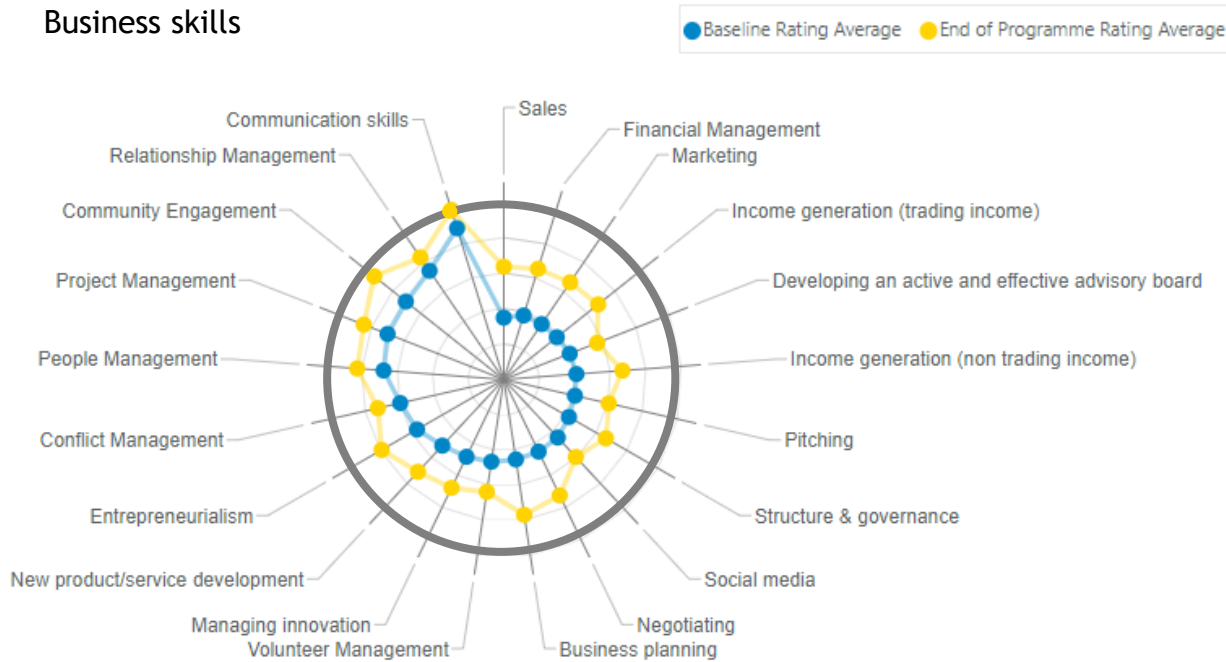 Business skills
Baseline Rating Average
End of Programme Rating Average
Sales
Financial Management
Marketing
Income generation (trading income)
Developing an active and effective advisory board
Income generation (non trading income)
Pitching
Structure & governance
Social media
Negotiating
Business planning
Volunteer Management
Managing innovation
New product/service development
Entrepreneurialism
Conflict Management
People Management
Project Management
Community Engagement
Relationship Management
Communication skills